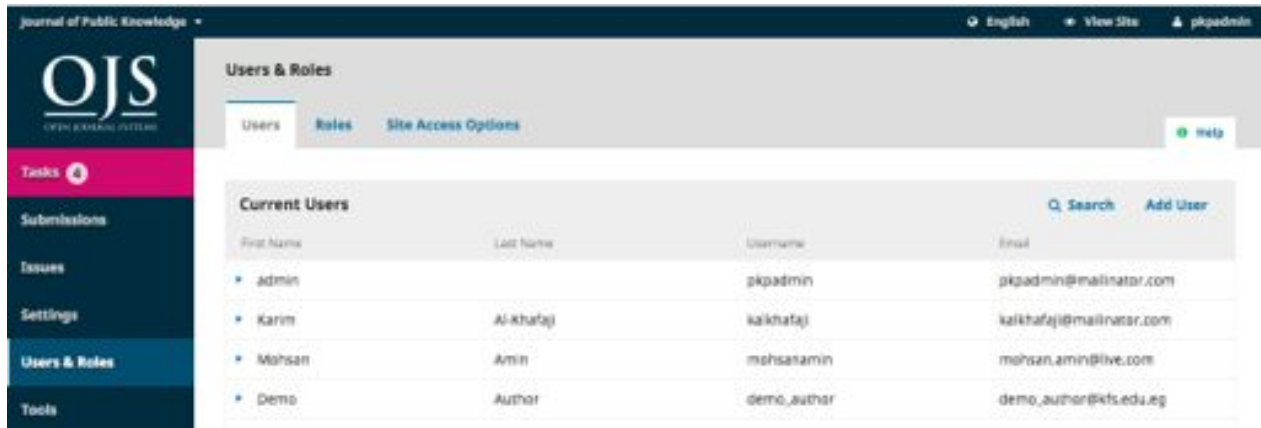 Journal of Public Knowledge
English View Site pkpadmin
OJS
OPEN JOURNAL SYSTEMS
Users & Roles
Users Roles Site Access Options
Help
Tasks 4
Submissions
Issues
Settings
Users & Roles
Tools
Current Users
Search Add User
First Name Last Name Username Email
admin pkpadmin pkpadmin@mailinator.com
Karim Al-Khafaji kalkhafaji kalkhafaji@mailinator.com
Mohsan Amin mohsanamin mohsan.amin@live.com
Demo Author demo_author demo_author@kfs.edu.eg